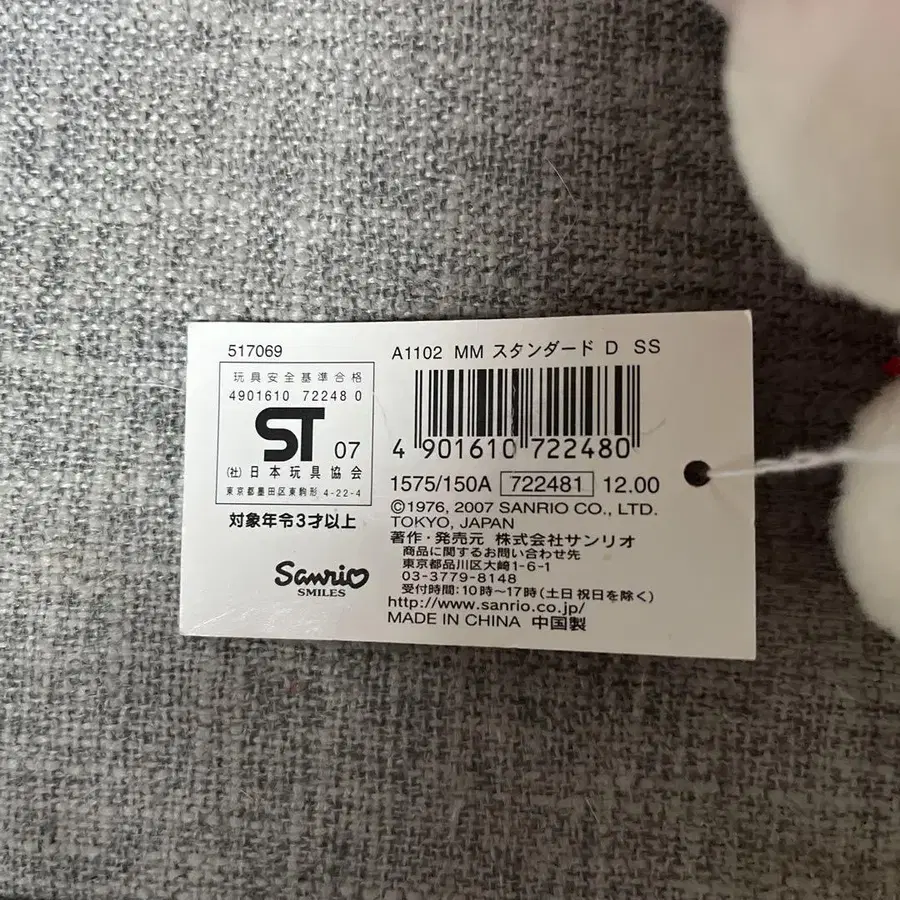 517069
玩具安全基準合格
4901610 72248 0
ST 07
(社)日本玩具協会
東京都墨田区東駒形 4-22-4
対象年令3才以上
Sanrio
SMILES
A1102 MM スタンダード D SS
4 901610 722480
1575/150A 722481 12.00
©1976, 2007 SANRIO CO., LTD.
TOKYO, JAPAN
著作・発売元 株式会社サンリオ
商品に関するお問い合わせ先
東京都品川区大崎1-6-1
03-3779-8148
受付時間:10時〜17時(土日祝日を除く)
http://www.sanrio.co.jp/
MADE IN CHINA 中国製